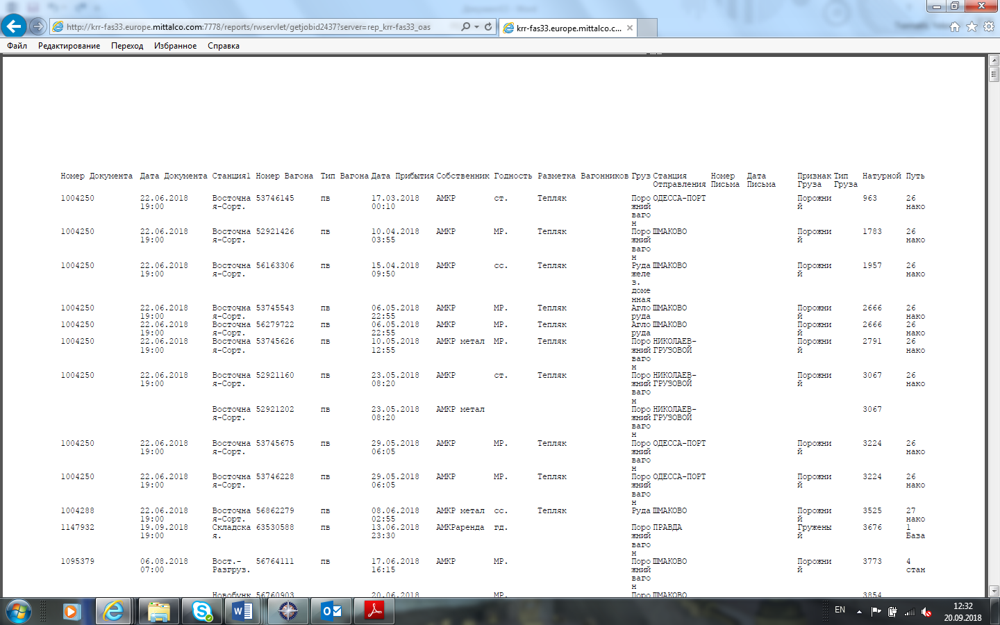 http://krr-fas33.europe.mittalco.com:7778/reports/rwservlet/getjobid2437?server=rep_krr-fas33_oas
krr-fas33.europe.mittalco.c...
Файл Редактирование Переход Избранное Справка
Номер Документа Дата Документа Станция1 Номер Вагона Тип Вагона Дата Прибытия Собственник Годность Разметка Вагонников Груз Станция Номер Дата Признак Тип Натурной Путь
Отправления Письма Письма Груза Груза
1004250 22.06.2018 Восточна 53746145 пв 17.03.2018 АМКР ст. Тепляк Поро ОДЕССА-ПОРТ Порожни 963 26
19:00 я-Сорт. 00:10 жний й нако
ваго
н
1004250 22.06.2018 Восточна 52921426 пв 10.04.2018 АМКР МР. Тепляк Поро ШМАКОВО Порожни 1783 26
19:00 я-Сорт. 03:55 жний й нако
ваго
н
1004250 22.06.2018 Восточна 56163306 пв 15.04.2018 АМКР сс. Тепляк Руда ШМАКОВО Порожни 1957 26
19:00 я-Сорт. 09:50 желе й нако
з.
доме
нная
1004250 22.06.2018 Восточна 53745543 пв 06.05.2018 АМКР МР. Тепляк Агло ШМАКОВО Порожни 2666 26
19:00 я-Сорт. 22:55 руда й нако
1004250 22.06.2018 Восточна 56279722 пв 06.05.2018 АМКР МР. Тепляк Агло ШМАКОВО Порожни 2666 26
19:00 я-Сорт. 22:55 руда й нако
1004250 22.06.2018 Восточна 53745626 пв 10.05.2018 АМКР метал МР. Тепляк Поро НИКОЛАЕВ- Порожни 2791 26
19:00 я-Сорт. 12:55 жний ГРУЗОВОЙ й нако
ваго
н
1004250 22.06.2018 Восточна 52921160 пв 23.05.2018 АМКР ст. Тепляк Поро НИКОЛАЕВ- Порожни 3067 26
19:00 я-Сорт. 08:20 жний ГРУЗОВОЙ й нако
ваго
н
Восточна 52921202 пв 23.05.2018 АМКР метал Поро НИКОЛАЕВ- 3067
я-Сорт. 08:20 жний ГРУЗОВОЙ
ваго
н
1004250 22.06.2018 Восточна 53745675 пв 29.05.2018 АМКР МР. Тепляк Поро ОДЕССА-ПОРТ Порожни 3224 26
19:00 я-Сорт. 06:05 жний й нако
ваго
н
1004250 22.06.2018 Восточна 53746228 пв 29.05.2018 АМКР МР. Тепляк Поро ОДЕССА-ПОРТ Порожни 3224 26
19:00 я-Сорт. 06:05 жний й нако
ваго
н
1004288 22.06.2018 Восточна 56862279 пв 08.06.2018 АМКР метал сс. Тепляк Руда ШМАКОВО Порожни 3525 27
19:00 я-Сорт. 02:55 й нако
1147932 19.09.2018 Складска 63530588 пв 13.06.2018 АМКРаренда гд. Поро ПРАВДА Гружены 3676 1
19:00 я. 23:30 жний й База
ваго
н
1095379 06.08.2018 Вост.- 56764111 пв 17.06.2018 АМКР МР. Поро ШМАКОВО Порожни 3773 4
07:00 Разгруз. 16:15 жний й стан
ваго
н
Новобунк 56760903 20.06.2018 МР. Поро ШМАКОВО 3854
EN 12:32
20.09.2018